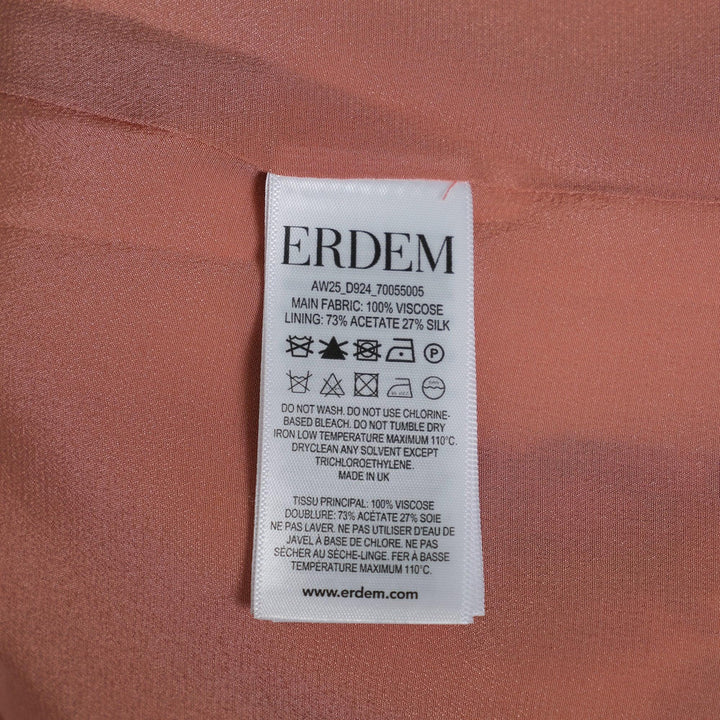 ERDEM
AW25_D924_70055005
MAIN FABRIC: 100% VISCOSE
LINING: 73% ACETATE 27% SILK
P
DO NOT WASH. DO NOT USE CHLORINE-
BASED BLEACH. DO NOT TUMBLE DRY
IRON LOW TEMPERATURE MAXIMUM 110°C.
DRYCLEAN ANY SOLVENT EXCEPT
TRICHLOROETHYLENE.
MADE IN UK
TISSU PRINCIPAL: 100% VISCOSE
DOUBLURE: 73% ACÉTATE 27% SOIE
NE PAS LAVER. NE PAS UTILISER D'EAU DE
JAVEL À BASE DE CHLORE. NE PAS
SÉCHER AU SÈCHE-LINGE. FER À BASSE
TEMPÉRATURE MAXIMUM 110°C.
www.erdem.com